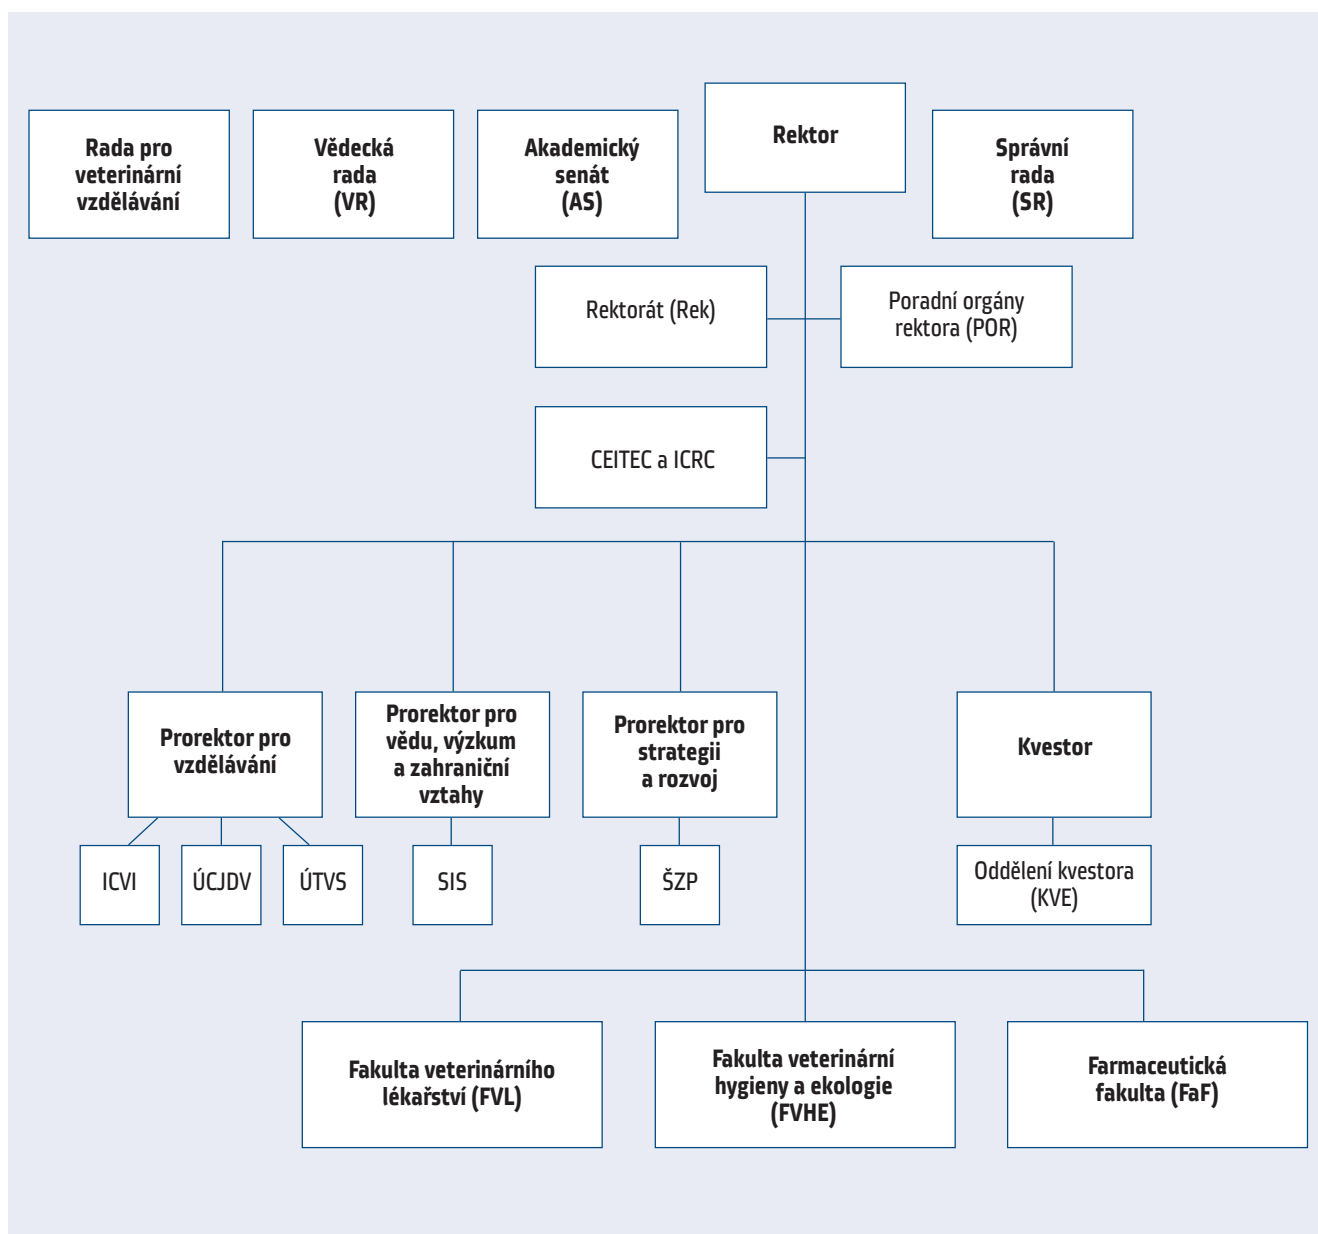 Rada pro
veterinární
vzdělávání
Vědecká
rada
(VR)
Akademický
senát
(AS)
Rektor
Správní
rada
(SR)
Rektorát (Rek)
Poradní orgány
rektora (POR)
CEITEC a ICRC
Prorektor pro
vzdělávání
Prorektor pro
vědu, výzkum
a zahraniční
vztahy
Prorektor pro
strategii
a rozvoj
Kvestor
ICVI
ÚCJDV
ÚTVS
SIS
ŠZP
Oddělení kvestora
(KVE)
Fakulta veterinárního
lékařství (FVL)
Fakulta veterinární
hygieny a ekologie
(FVHE)
Farmaceutická
fakulta (FaF)